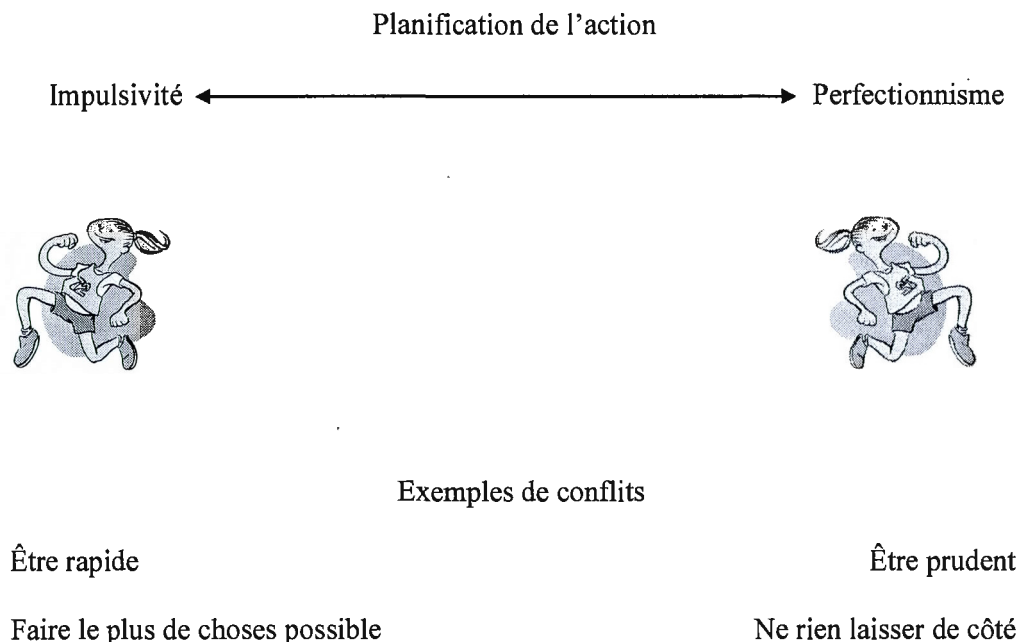 Planification de l'action
Impulsivité Perfectionnisme
Exemples de conflits
Être rapide Être prudent
Faire le plus de choses possible Ne rien laisser de côté